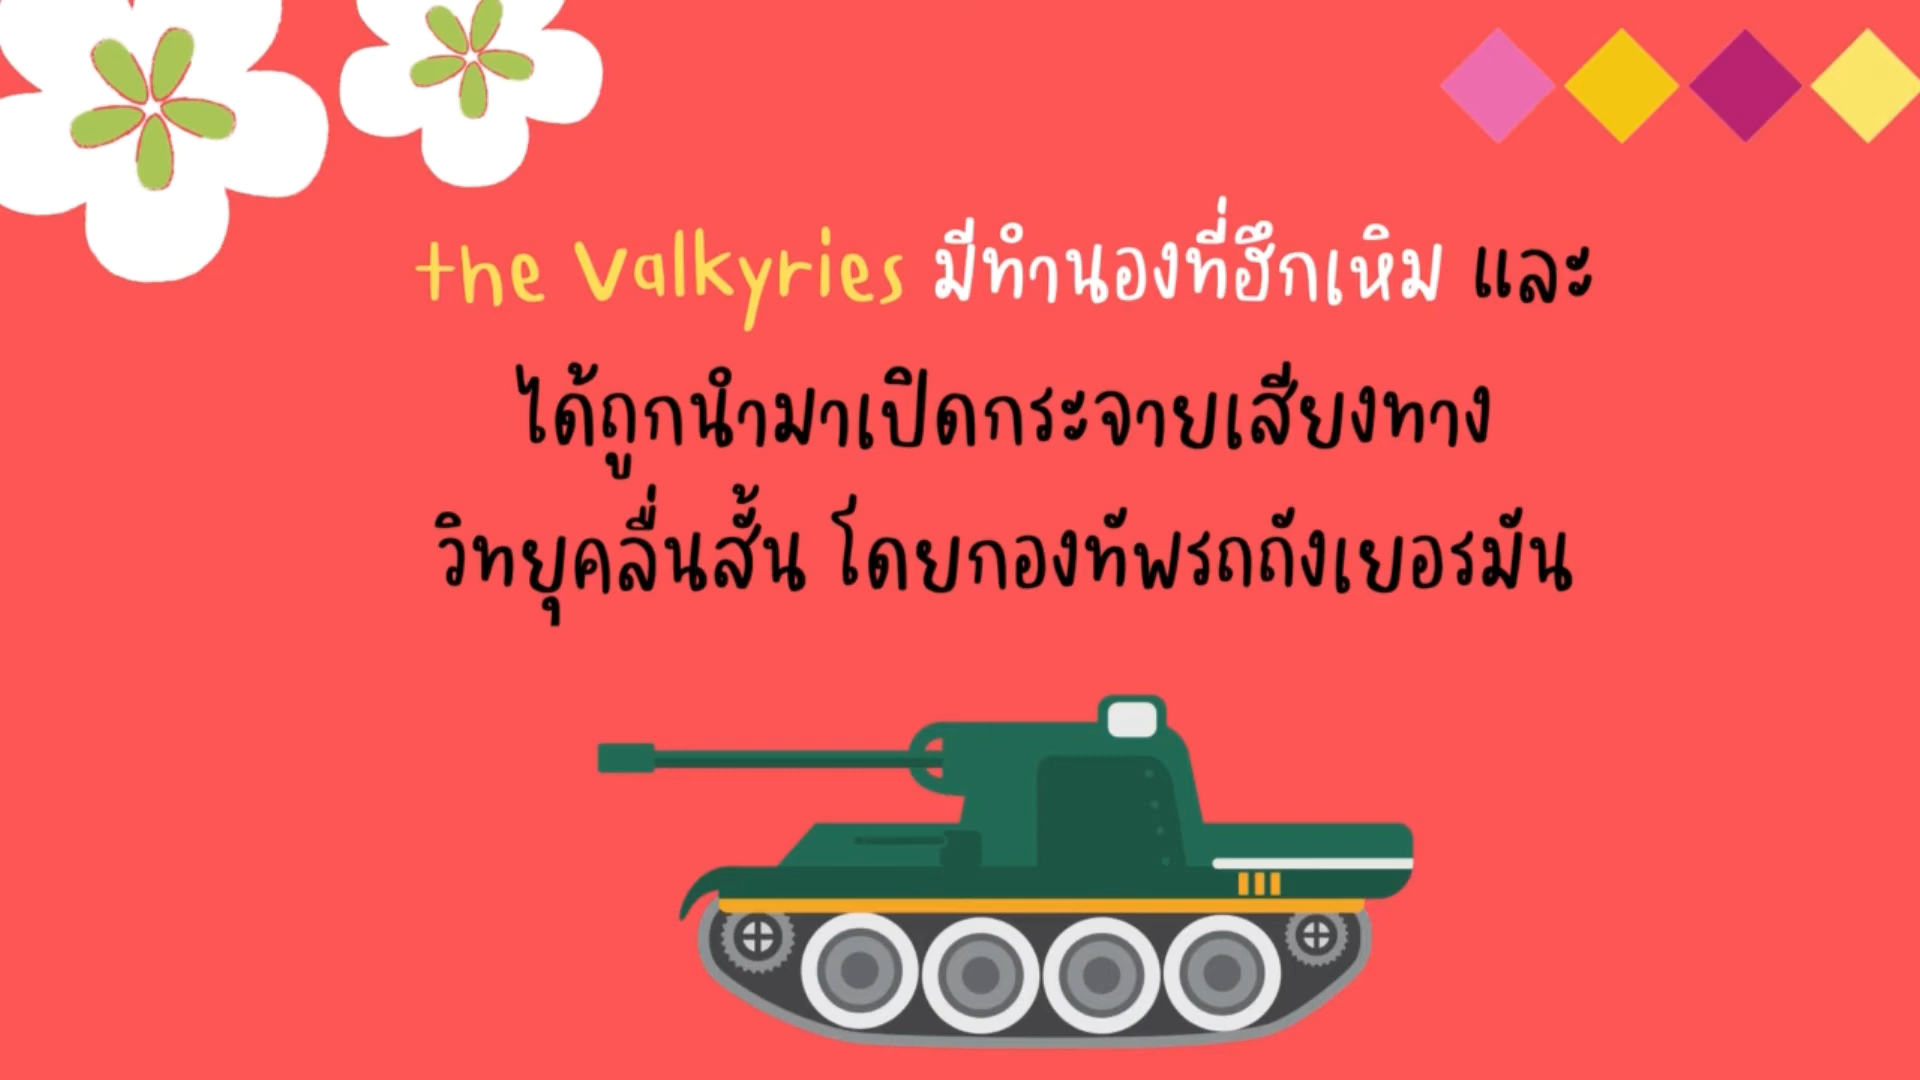 the Valkyries มีทำนองที่ฮึกเหิม และ
ได้ถูกนำมาเปิดกระจายเสียงทาง
วิทยุคลื่นสั้น โดยกองทัพรถถังเยอรมัน